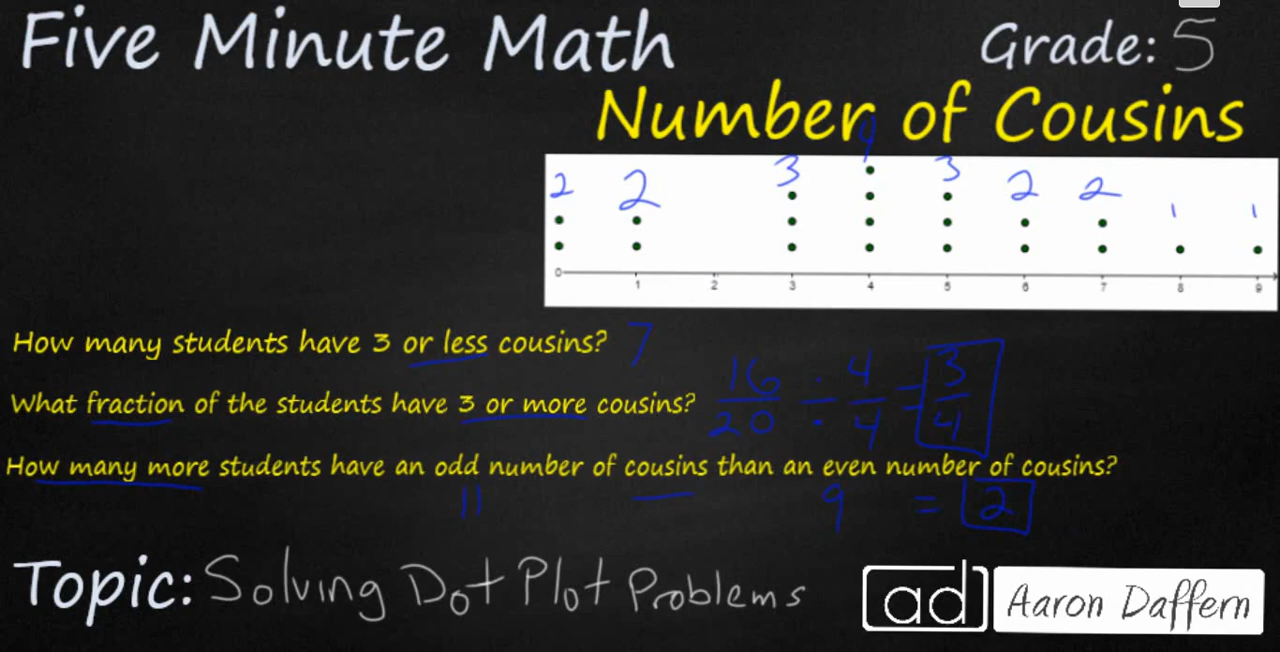 Five Minute Math
Grade: 5
Number of Cousins
2 2 3 4 3 2 2 1 1
0 1 2 3 4 5 6 7 8 9
How many students have 3 or less cousins? 7
What fraction of the students have 3 or more cousins? 16/20 ÷ 4/4 = 3/4
How many more students have an odd number of cousins than an even number of cousins?
11 9 = 2
Topic: Solving Dot Plot Problems
ad Aaron Daffern